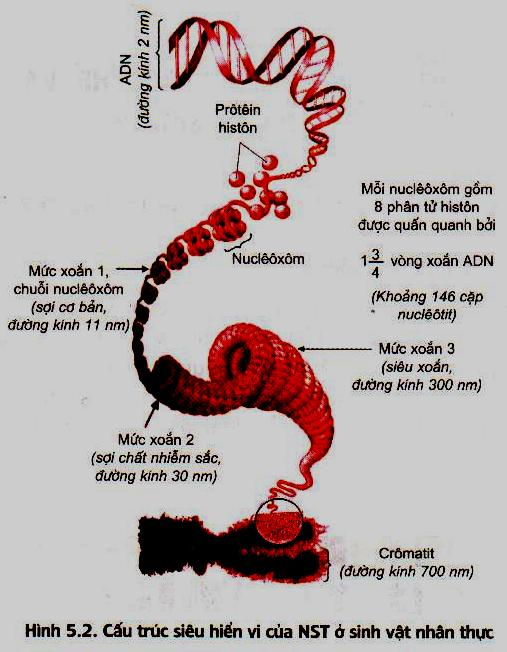 ADN
(đường kính 2 nm)
Prôtêin
histôn
Mỗi nuclêôxôm gồm
8 phân tử histôn
được quấn quanh bởi
1 3/4 vòng xoắn ADN
(Khoảng 146 cặp
nuclêôtit)
Nuclêôxôm
Mức xoắn 1,
chuỗi nuclêôxôm
(sợi cơ bản,
đường kính 11 nm)
Mức xoắn 3
(siêu xoắn,
đường kính 300 nm)
Mức xoắn 2
(sợi chất nhiễm sắc,
đường kính 30 nm)
Crômatit
(đường kính 700 nm)
Hình 5.2. Cấu trúc siêu hiển vi của NST ở sinh vật nhân thực